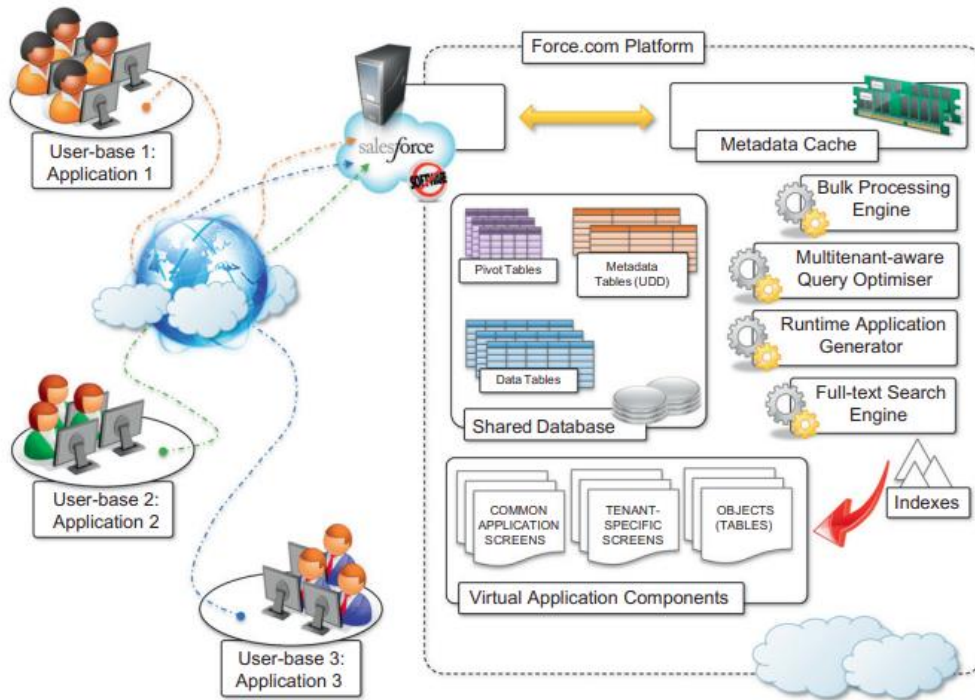 Force.com Platform
salesforce
SOFTWARE
Metadata Cache
User-base 1:
Application 1
Pivot Tables
Metadata
Tables (UDD)
Data Tables
Shared Database
Bulk Processing
Engine
Multitenant-aware
Query Optimiser
Runtime Application
Generator
Full-text Search
Engine
Indexes
User-base 2:
Application 2
COMMON
APPLICATION
SCREENS
TENANT-
SPECIFIC
SCREENS
OBJECTS
(TABLES)
Virtual Application Components
User-base 3:
Application 3